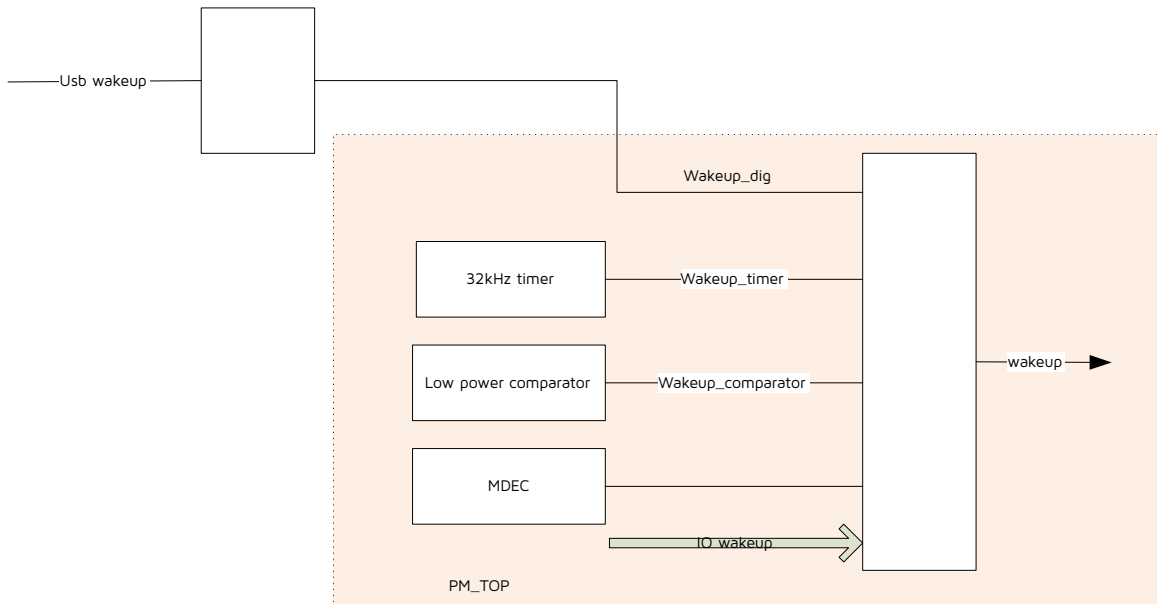 Usb wakeup
Wakeup_dig
32kHz timer
Wakeup_timer
Low power comparator
Wakeup_comparator
wakeup
MDEC
IO wakeup
PM_TOP